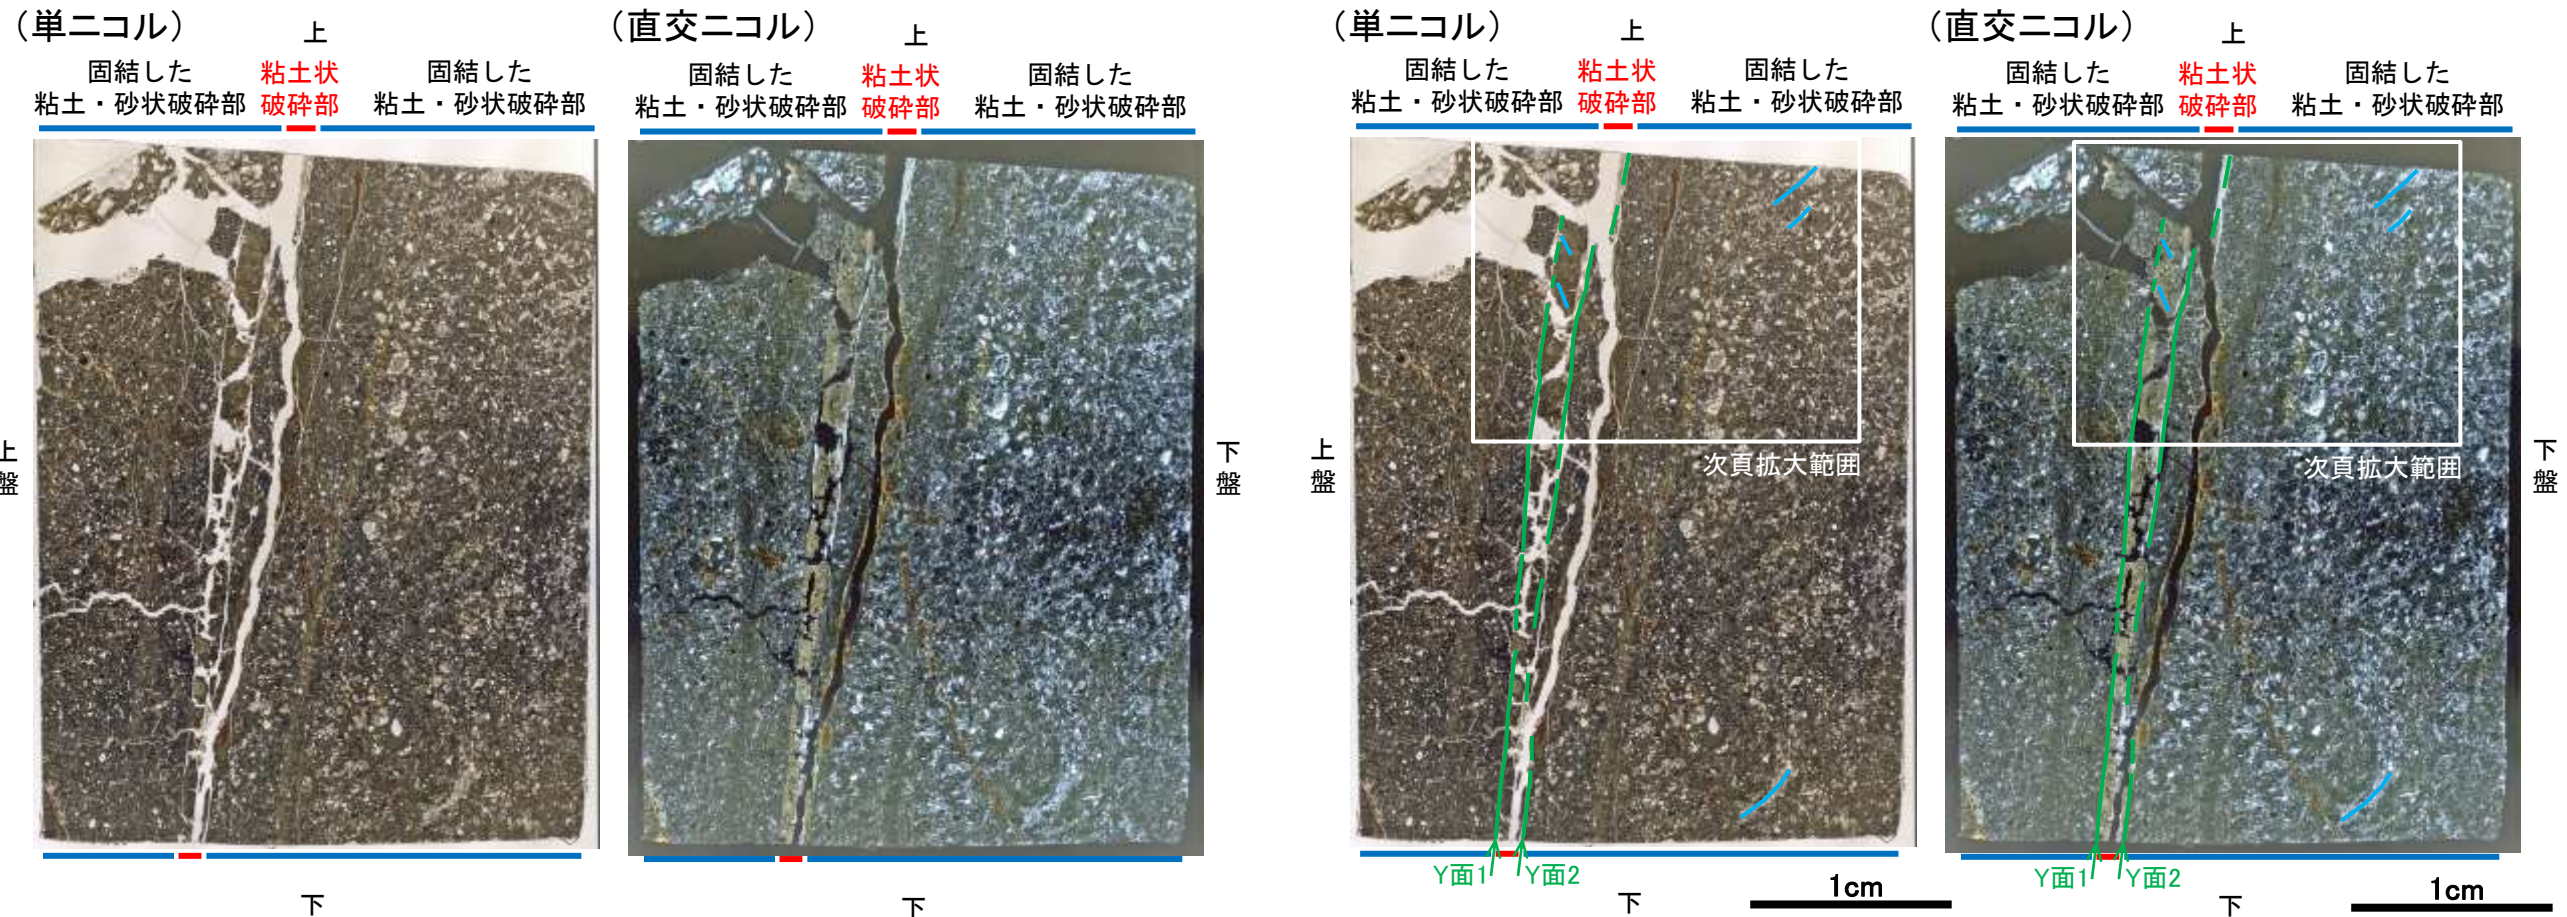 （単ニコル）
上
固結した
粘土・砂状破砕部
粘土状
破砕部
固結した
粘土・砂状破砕部
上
盤
下
（直交ニコル）
上
固結した
粘土・砂状破砕部
粘土状
破砕部
固結した
粘土・砂状破砕部
下
盤
下
（単ニコル）
上
固結した
粘土・砂状破砕部
粘土状
破砕部
固結した
粘土・砂状破砕部
上
盤
次頁拡大範囲
Y面1
Y面2
下
1cm
（直交ニコル）
上
固結した
粘土・砂状破砕部
粘土状
破砕部
固結した
粘土・砂状破砕部
次頁拡大範囲
下
盤
Y面1
Y面2
下
1cm